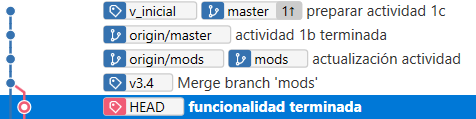 v_inicial master 1↑ preparar actividad 1c
origin/master actividad 1b terminada
origin/mods mods actualización actividad
v3.4 Merge branch 'mods'
HEAD funcionalidad terminada